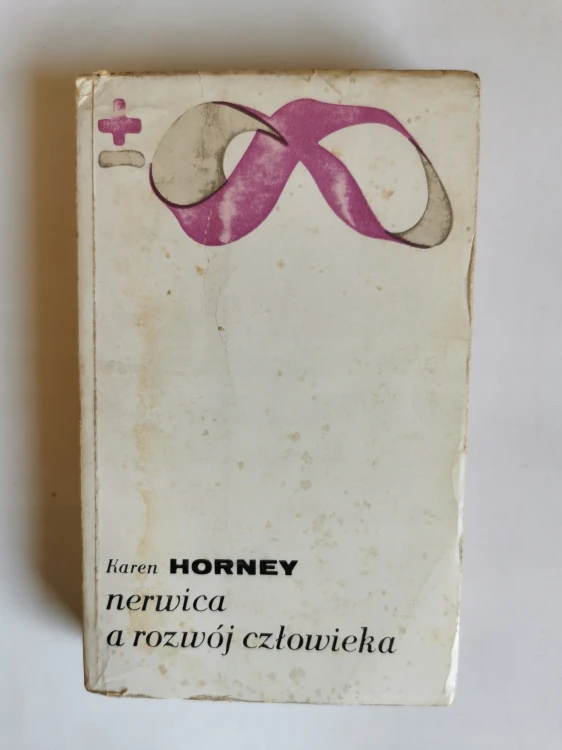 ±
Karen HORNEY
nerwica
a rozwój człowieka